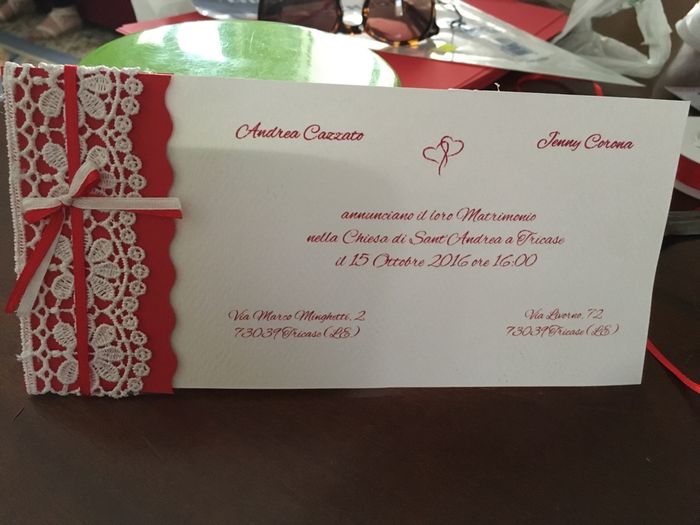 Andrea Cazzato
Jenny Corona
annunciano il loro Matrimonio
nella Chiesa di Sant'Andrea a Tricase
il 15 Ottobre 2016 ore 16:00
Via Marco Minghetti, 2
73039 Tricase (LE)
Via Livorno, 72
73039 Tricase (LE)